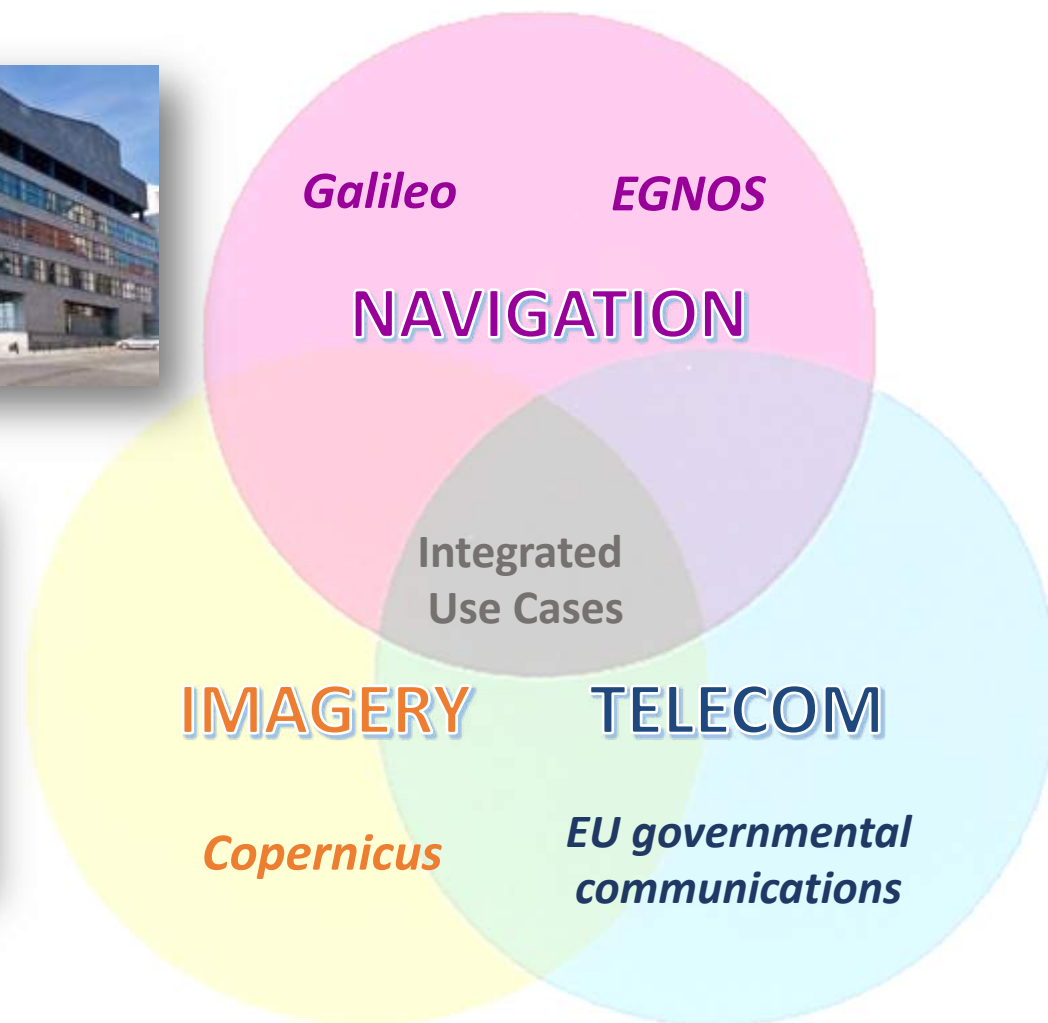 Galileo EGNOS
NAVIGATION
Integrated
Use Cases
IMAGERY TELECOM
Copernicus
EU governmental
communications